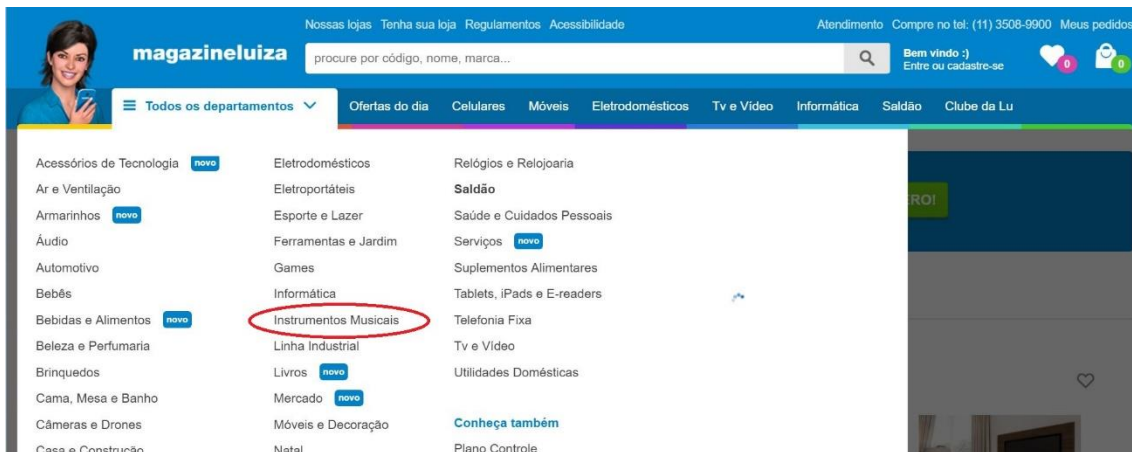 Nossas lojas Tenha sua loja Regulamentos Acessibilidade
Atendimento Compre no tel: (11) 3508-9900 Meus pedidos
magazineluiza
procure por código, nome, marca...
Bem vindo :)
Entre ou cadastre-se
0
0
Todos os departamentos
Ofertas do dia Celulares Móveis Eletrodomésticos Tv e Vídeo Informática Saldão Clube da Lu
Acessórios de Tecnologia novo
Ar e Ventilação
Armarinhos novo
Áudio
Automotivo
Bebês
Bebidas e Alimentos novo
Beleza e Perfumaria
Brinquedos
Cama, Mesa e Banho
Câmeras e Drones
Casa e Construção
Eletrodomésticos
Eletroportáteis
Esporte e Lazer
Ferramentas e Jardim
Games
Informática
Instrumentos Musicais
Linha Industrial
Livros novo
Mercado novo
Móveis e Decoração
Natal
Relógios e Relojoaria
Saldão
Saúde e Cuidados Pessoais
Serviços novo
Suplementos Alimentares
Tablets, iPads e E-readers
Telefonia Fixa
Tv e Vídeo
Utilidades Domésticas
Conheça também
Plano Controle
ERO!